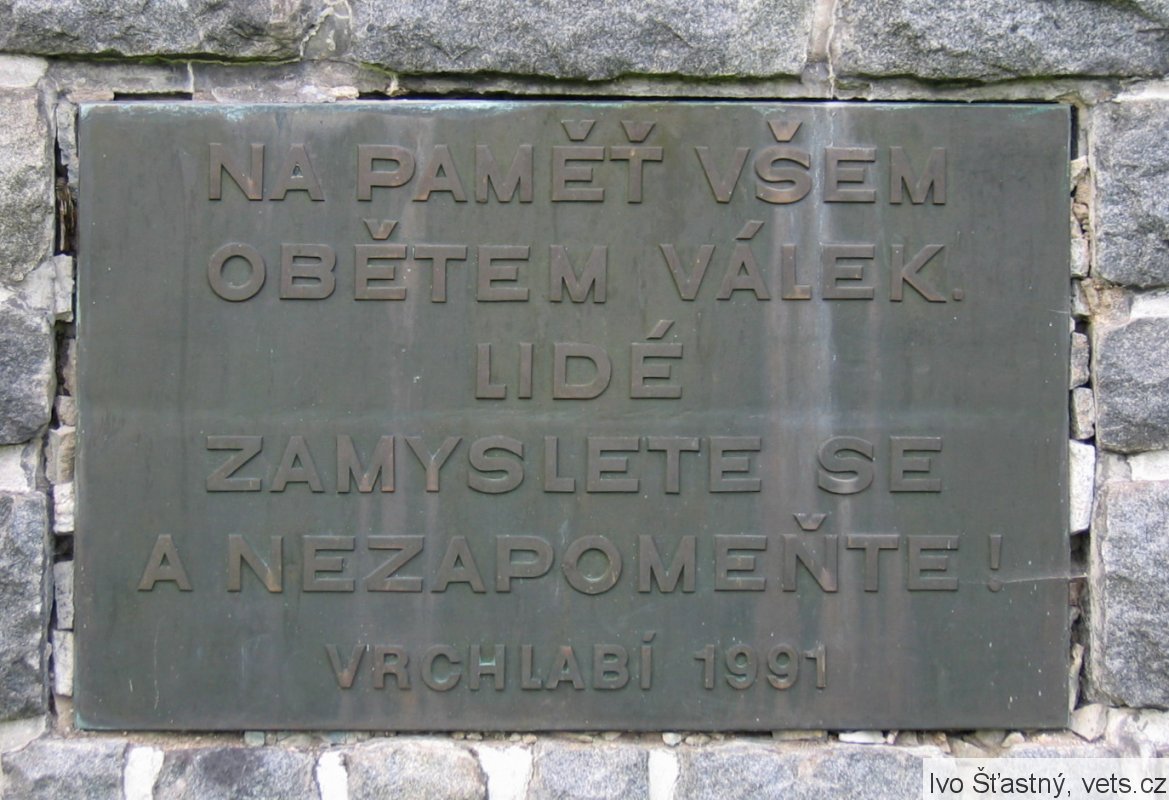 NA PAMĚŤ VŠEM
OBĚTEM VÁLEK.
LIDÉ
ZAMYSLETE SE
A NEZAPOMEŇTE!
VRCHLABÍ 1991
Ivo Šťastný, vets.cz